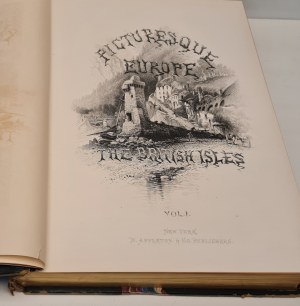 PICTURESQUE
EUROPE
THE BRITISH ISLES
VOL. I.
NEW YORK,
D. APPLETON & CO. PUBLISHERS